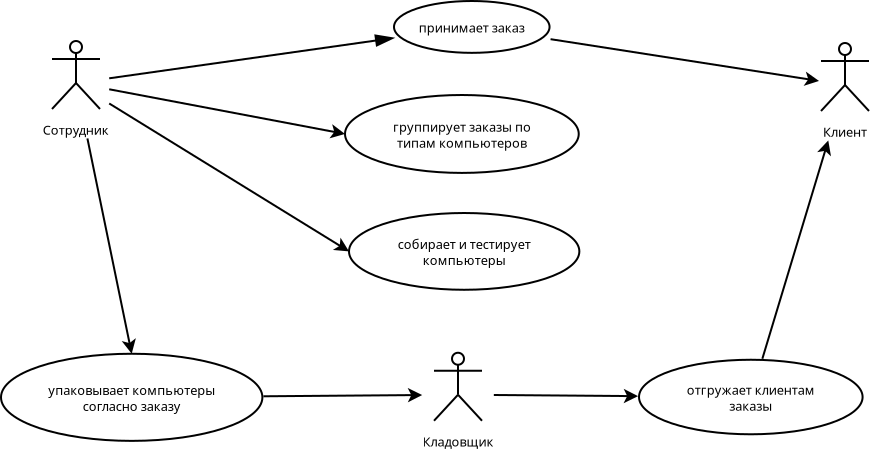 принимает заказ
Сотрудник
Клиент
группирует заказы по
типам компьютеров
собирает и тестирует
компьютеры
упаковывает компьютеры
согласно заказу
Кладовщик
отгружает клиентам
заказы